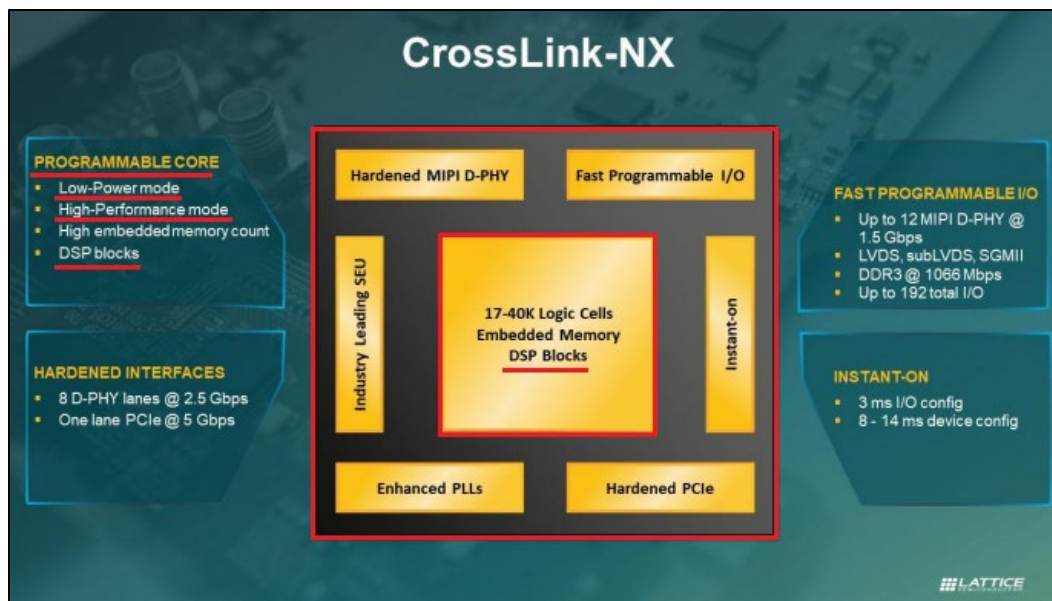 CrossLink-NX
PROGRAMMABLE CORE
▪ Low-Power mode
▪ High-Performance mode
▪ High embedded memory count
▪ DSP blocks
HARDENED INTERFACES
▪ 8 D-PHY lanes @ 2.5 Gbps
▪ One lane PCIe @ 5 Gbps
Hardened MIPI D-PHY
Fast Programmable I/O
Industry Leading SEU
17-40K Logic Cells
Embedded Memory
DSP Blocks
Instant-on
Enhanced PLLs
Hardened PCIe
FAST PROGRAMMABLE I/O
▪ Up to 12 MIPI D-PHY @
1.5 Gbps
▪ LVDS, subLVDS, SGMII
▪ DDR3 @ 1066 Mbps
▪ Up to 192 total I/O
INSTANT-ON
▪ 3 ms I/O config
▪ 8 - 14 ms device config
LATTICE
SEMICONDUCTOR